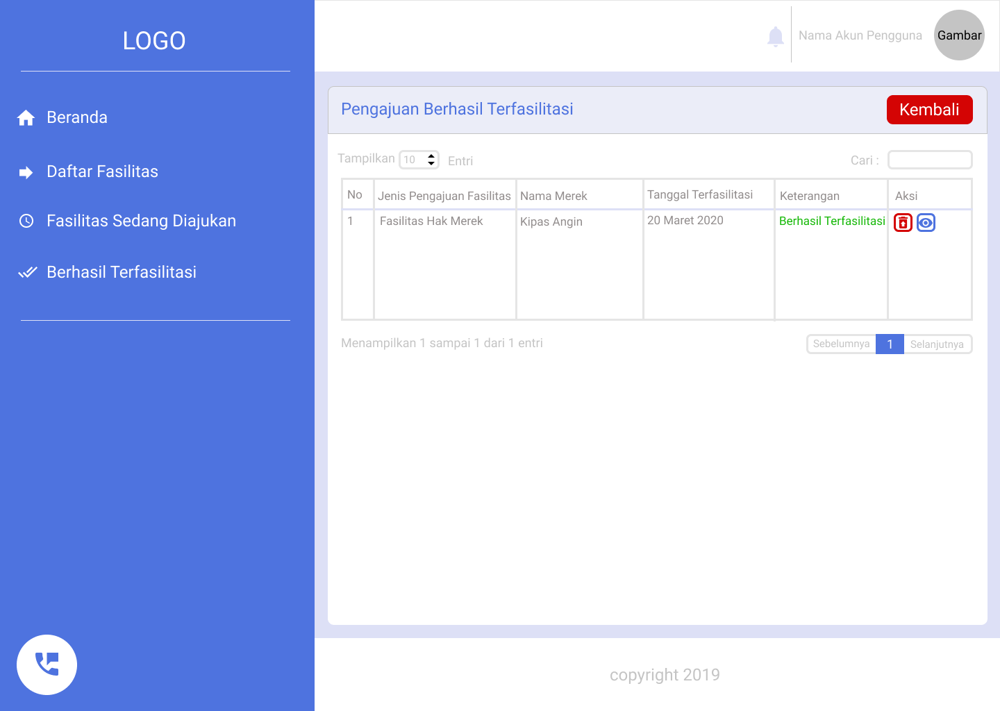 LOGO
Beranda
Daftar Fasilitas
Fasilitas Sedang Diajukan
Berhasil Terfasilitasi
Nama Akun Pengguna
Gambar
Pengajuan Berhasil Terfasilitasi
Kembali
Tampilkan 10 Entri
Cari :
No Jenis Pengajuan Fasilitas Nama Merek Tanggal Terfasilitasi Keterangan Aksi
1 Fasilitas Hak Merek Kipas Angin 20 Maret 2020 Berhasil Terfasilitasi
Menampilkan 1 sampai 1 dari 1 entri
Sebelumnya 1 Selanjutnya
copyright 2019